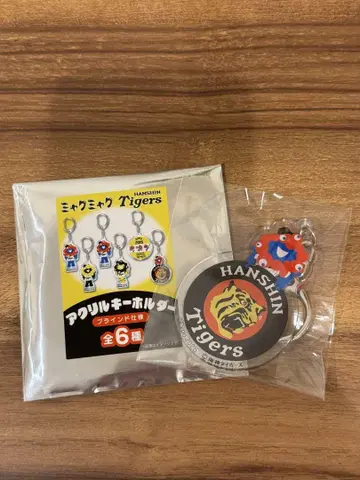 HANSHIN
ミャクミャク Tigers
アクリルキーホルダー
ブラインド仕様
全6種
HANSHIN
Tigers